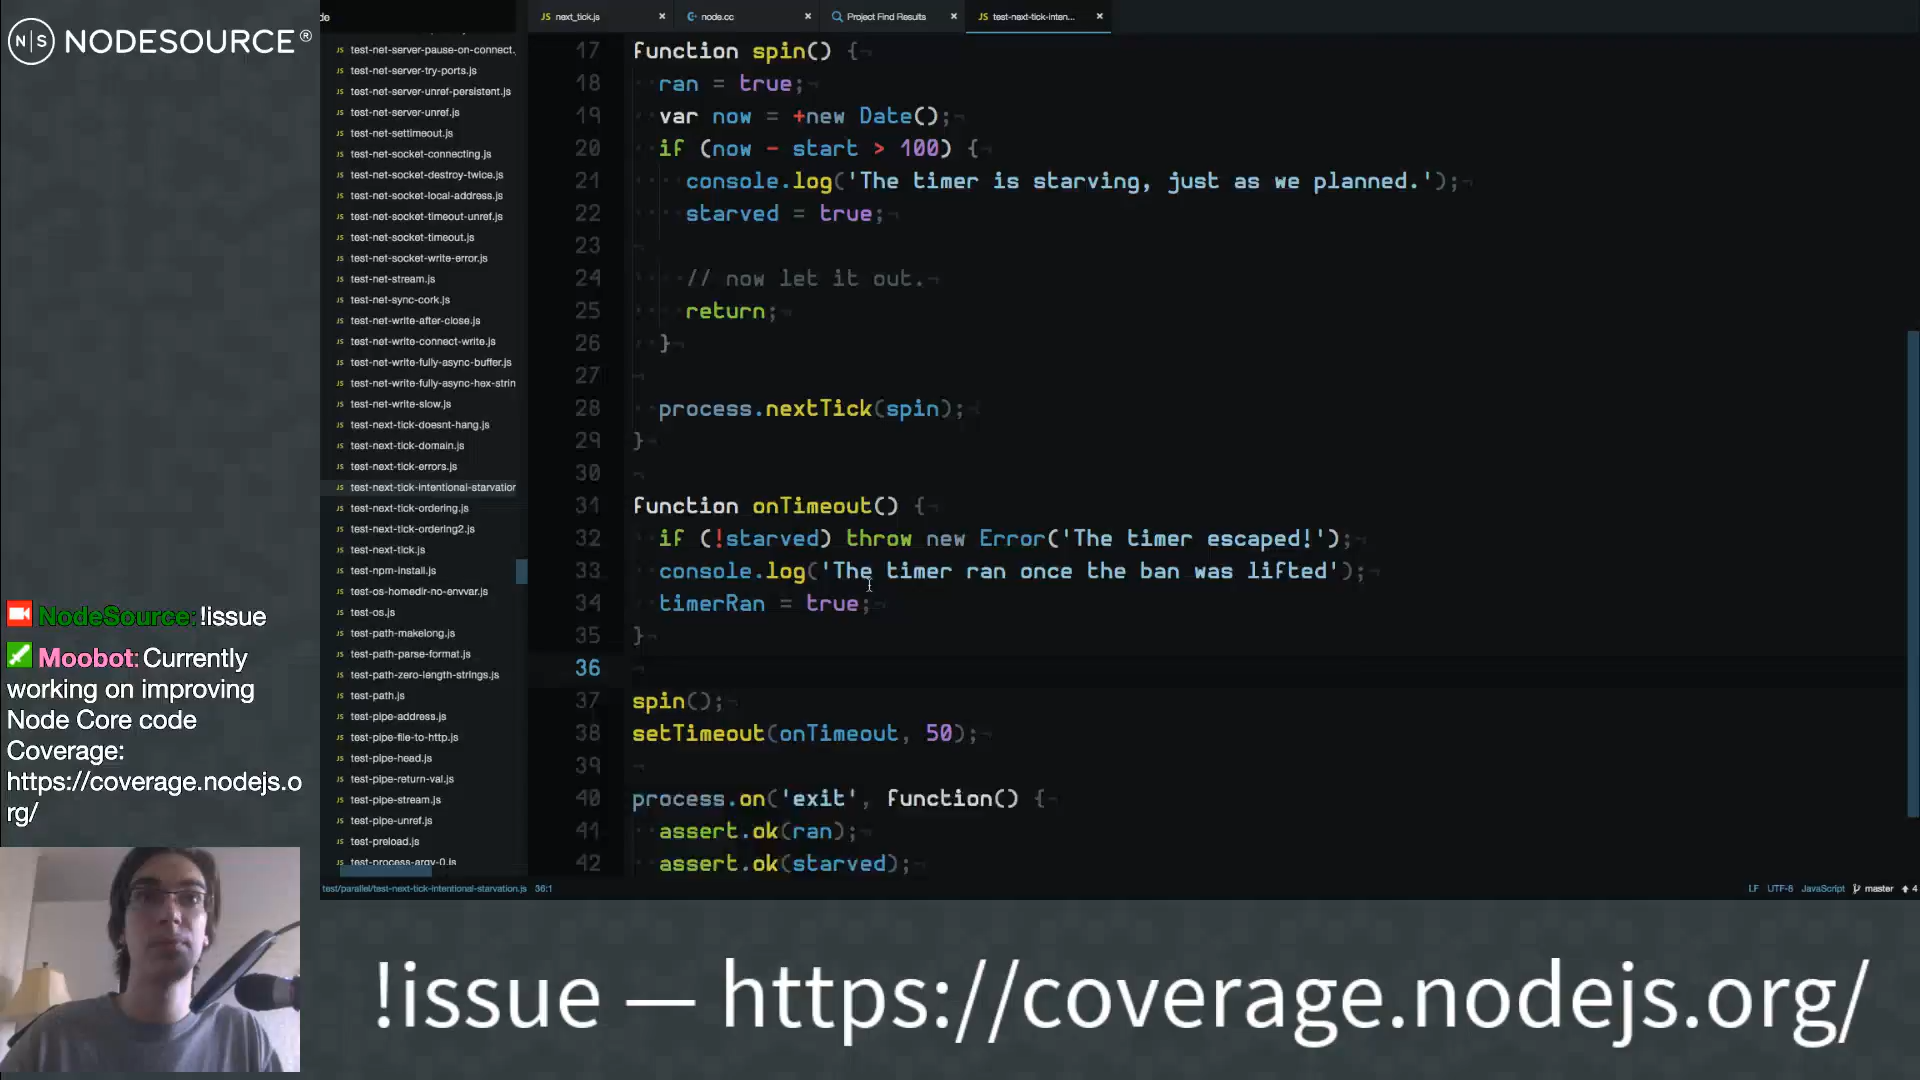 N|S NODESOURCE®
de
next_tick.js
node.cc
Project Find Results
test-next-tick-inten...
test-net-server-pause-on-connect.
test-net-server-try-ports.js
test-net-server-unref-persistent.js
test-net-server-unref.js
test-net-settimeout.js
test-net-socket-connecting.js
test-net-socket-destroy-twice.js
test-net-socket-local-address.js
test-net-socket-timeout-unref.js
test-net-socket-timeout.js
test-net-socket-write-error.js
test-net-stream.js
test-net-sync-cork.js
test-net-write-after-close.js
test-net-write-connect-write.js
test-net-write-fully-async-buffer.js
test-net-write-fully-async-hex-strin
test-net-write-slow.js
test-next-tick-doesnt-hang.js
test-next-tick-domain.js
test-next-tick-errors.js
test-next-tick-intentional-starvation
test-next-tick-ordering.js
test-next-tick-ordering2.js
test-next-tick.js
test-npm-install.js
test-os-homedir-no-envvar.js
test-os.js
test-path-makelong.js
test-path-parse-format.js
test-path-zero-length-strings.js
test-path.js
test-pipe-address.js
test-pipe-file-to-http.js
test-pipe-head.js
test-pipe-return-val.js
test-pipe-stream.js
test-pipe-unref.js
test-preload.js
test-process-argv-0.js
17 function spin() {
18 ran = true;
19 var now = +new Date();
20 if (now - start > 100) {
21 console.log('The timer is starving, just as we planned.');
22 starved = true;
23
24 // now let it out.
25 return;
26 }
27
28 process.nextTick(spin);
29 }
30
31 function onTimeout() {
32 if (!starved) throw new Error('The timer escaped!');
33 console.log('The timer ran once the ban was lifted');
34 timerRan = true;
35 }
36
37 spin();
38 setTimeout(onTimeout, 50);
39
40 process.on('exit', function() {
41 assert.ok(ran);
42 assert.ok(starved);
test/parallel/test-next-tick-intentional-starvation.js 36:1
LF UTF-8 JavaScript master 4
NodeSource: !issue
Moobot: Currently
working on improving
Node Core code
Coverage:
https://coverage.nodejs.o
rg/
!issue — https://coverage.nodejs.org/